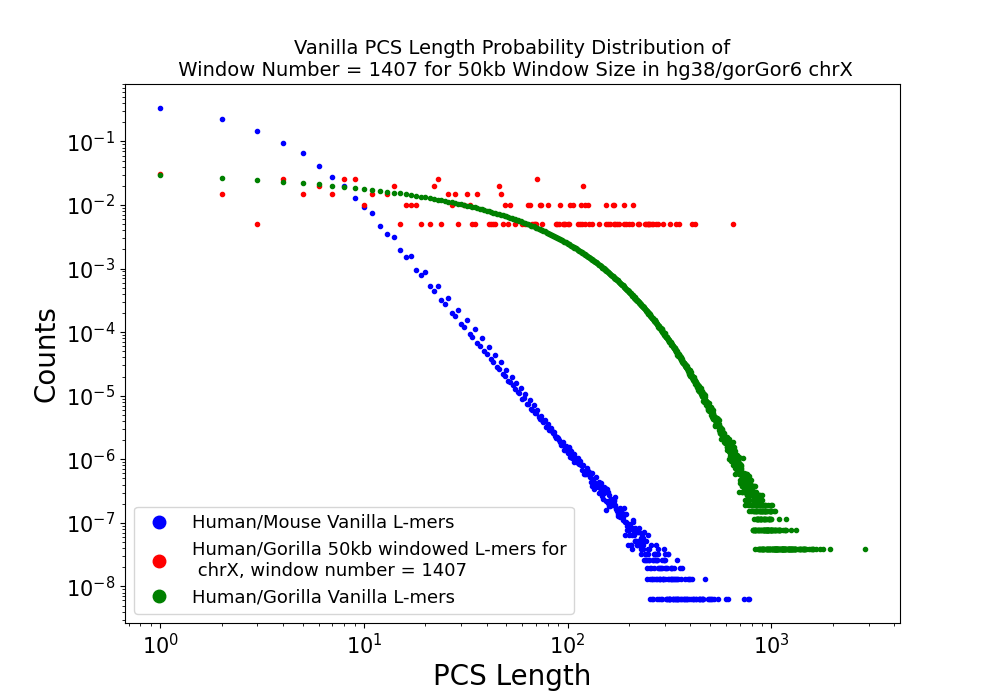 Vanilla PCS Length Probability Distribution of
Window Number = 1407 for 50kb Window Size in hg38/gorGor6 chrX
Counts
10⁻¹
10⁻²
10⁻³
10⁻⁴
10⁻⁵
10⁻⁶
10⁻⁷
10⁻⁸
Human/Mouse Vanilla L-mers
Human/Gorilla 50kb windowed L-mers for
chrX, window number = 1407
Human/Gorilla Vanilla L-mers
10⁰ 10¹ 10² 10³
PCS Length